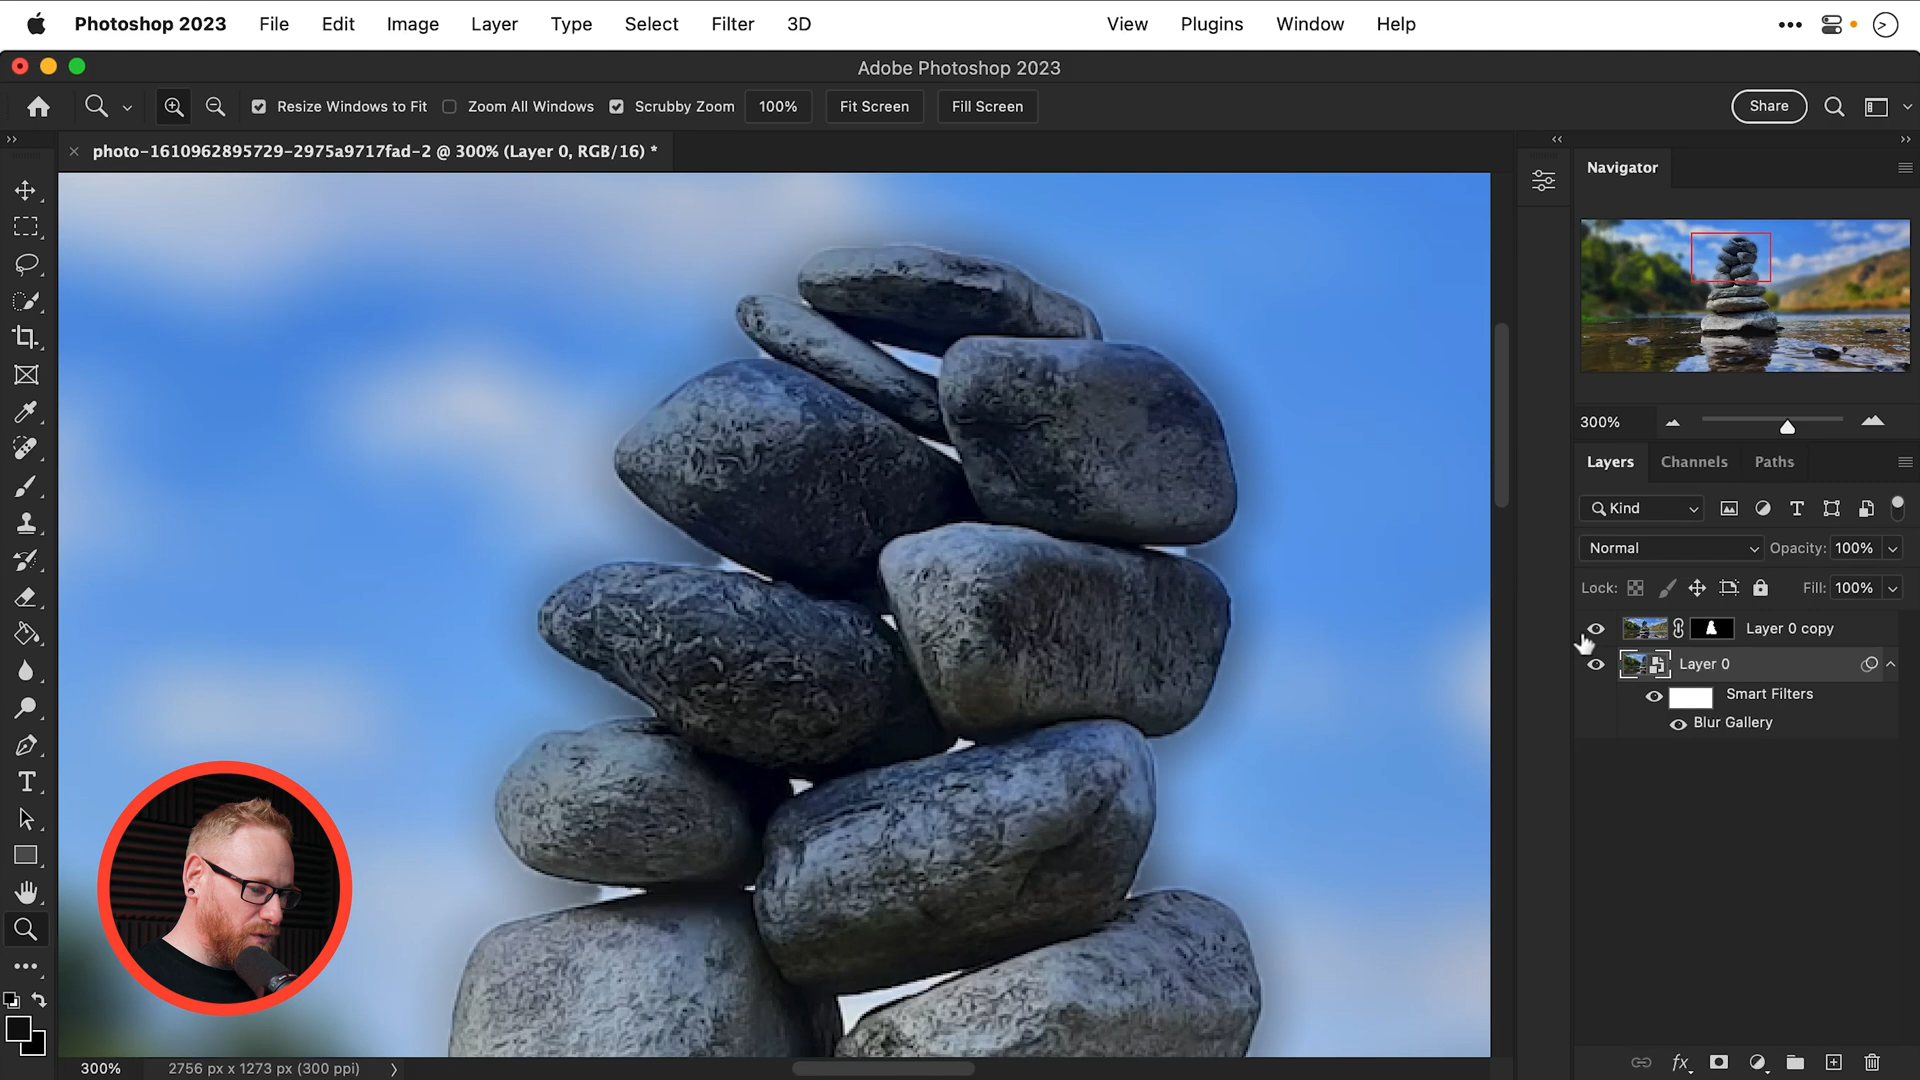 Photoshop 2023 File Edit Image Layer Type Select Filter 3D View Plugins Window Help
Adobe Photoshop 2023
Resize Windows to Fit Zoom All Windows Scrubby Zoom 100% Fit Screen Fill Screen Share
photo-1610962895729-2975a9717fad-2 @ 300% (Layer 0, RGB/16) *
Navigator
300%
Layers Channels Paths
Kind
Normal Opacity: 100%
Lock: Fill: 100%
Layer 0 copy
Layer 0
Smart Filters
Blur Gallery
300% 2756 px x 1273 px (300 ppi)